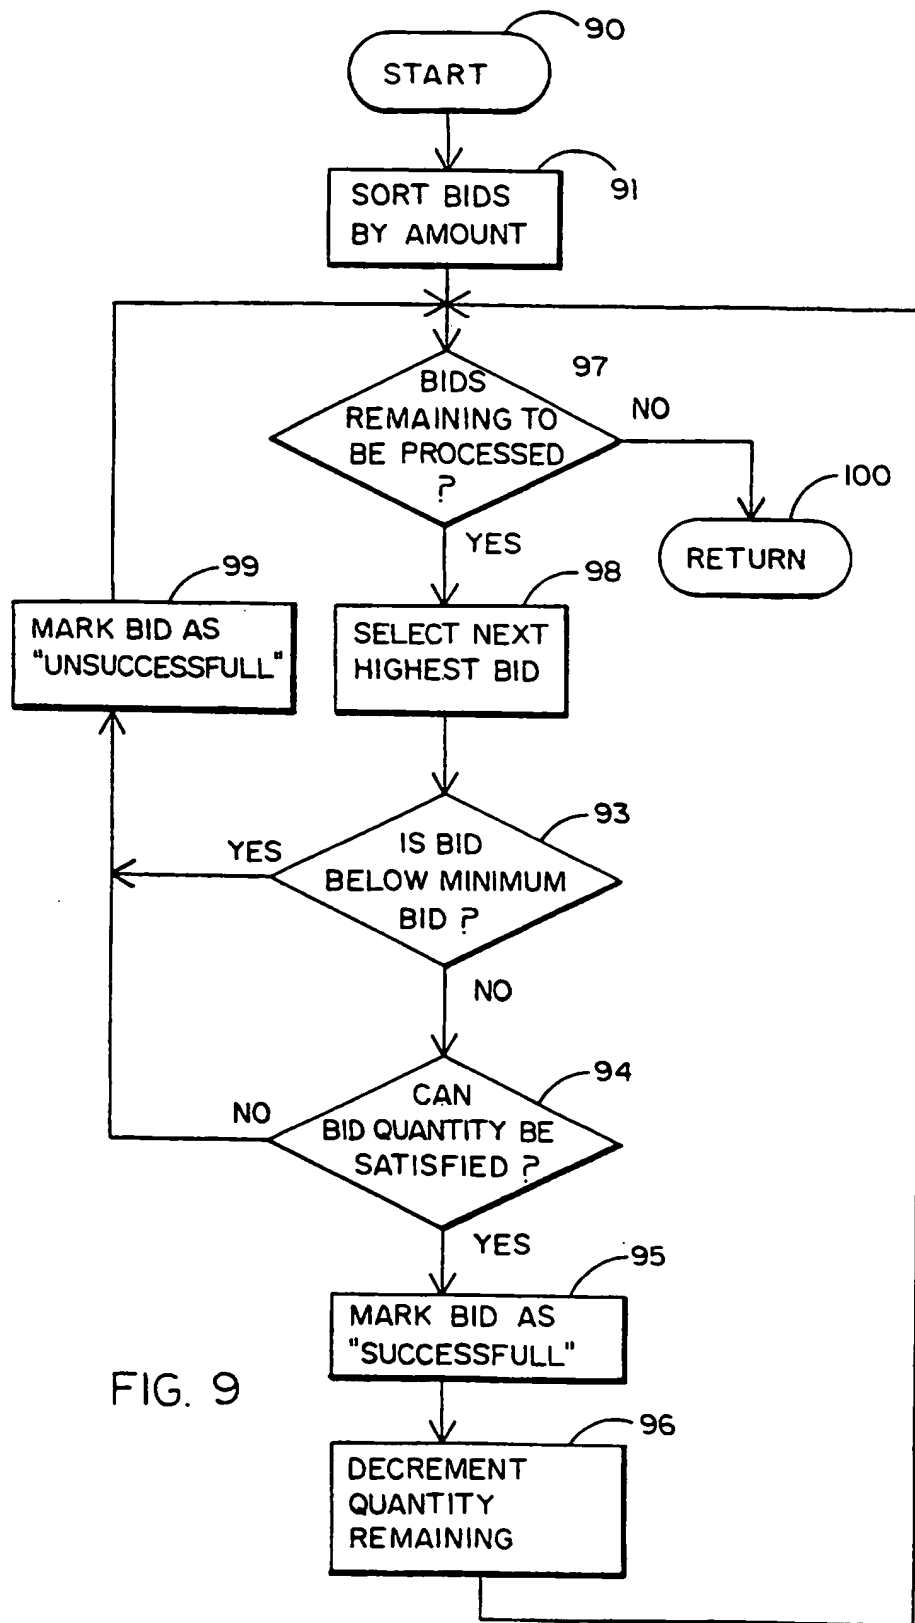 90
START
91
SORT BIDS
BY AMOUNT
97
BIDS
REMAINING TO
BE PROCESSED
?
NO
100
RETURN
YES
99
MARK BID AS
"UNSUCCESSFULL"
98
SELECT NEXT
HIGHEST BID
93
YES
IS BID
BELOW MINIMUM
BID ?
NO
94
NO
CAN
BID QUANTITY BE
SATISFIED ?
YES
95
MARK BID AS
"SUCCESSFULL"
FIG. 9
96
DECREMENT
QUANTITY
REMAINING